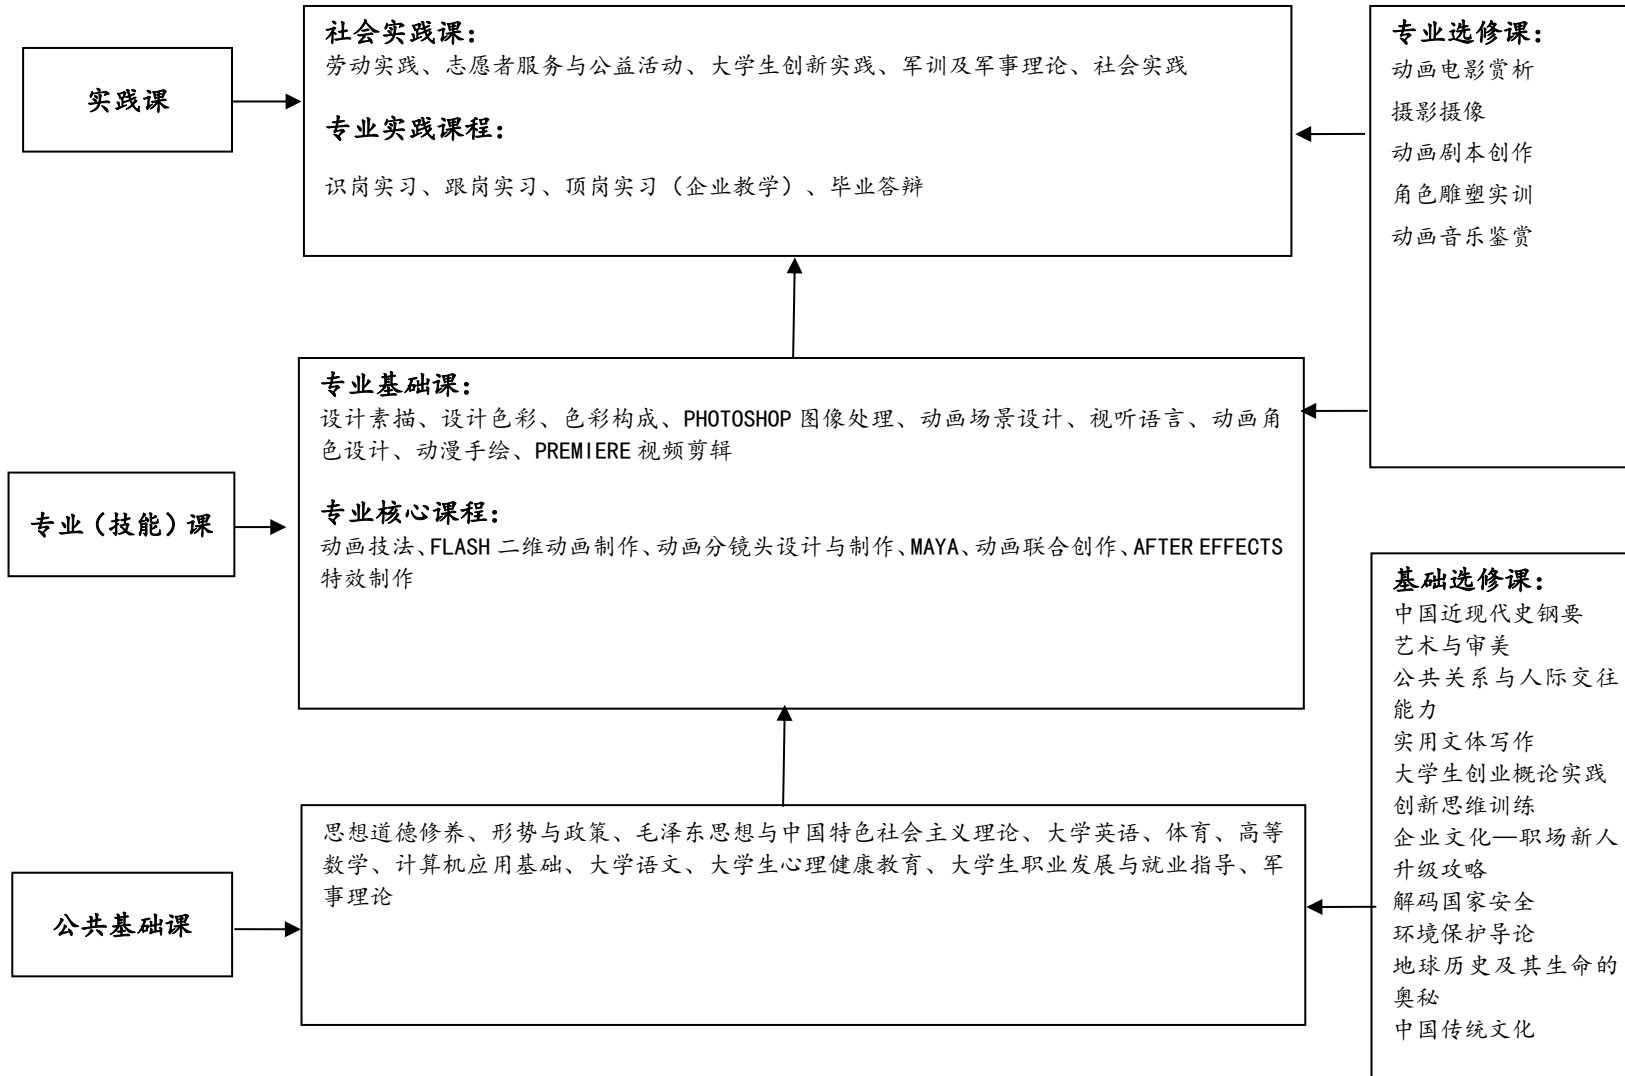 实践课
社会实践课：
劳动实践、志愿者服务与公益活动、大学生创新实践、军训及军事理论、社会实践
专业实践课程：
识岗实习、跟岗实习、顶岗实习（企业教学）、毕业答辩
专业选修课：
动画电影赏析
摄影摄像
动画剧本创作
角色雕塑实训
动画音乐鉴赏
专业（技能）课
专业基础课：
设计素描、设计色彩、色彩构成、PHOTOSHOP 图像处理、动画场景设计、视听语言、动画角
色设计、动漫手绘、PREMIERE 视频剪辑
专业核心课程：
动画技法、FLASH 二维动画制作、动画分镜头设计与制作、MAYA、动画联合创作、AFTER EFFECTS
特效制作
公共基础课
思想道德修养、形势与政策、毛泽东思想与中国特色社会主义理论、大学英语、体育、高等
数学、计算机应用基础、大学语文、大学生心理健康教育、大学生职业发展与就业指导、军
事理论
基础选修课：
中国近现代史钢要
艺术与审美
公共关系与人际交往
能力
实用文体写作
大学生创业概论实践
创新思维训练
企业文化—职场新人
升级攻略
解码国家安全
环境保护导论
地球历史及其生命的
奥秘
中国传统文化